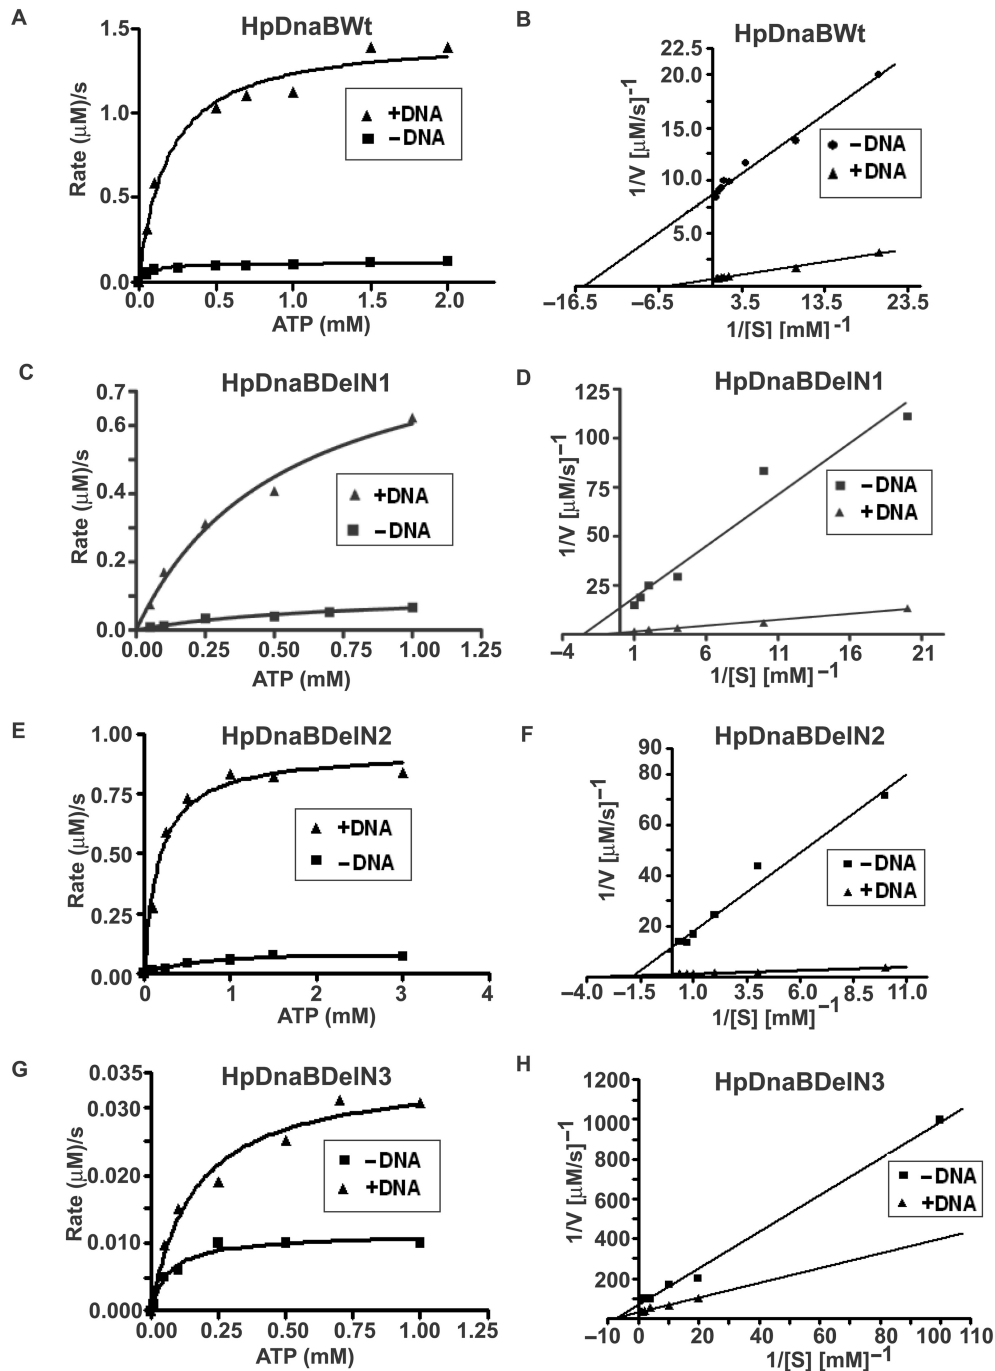 A
HpDnaBWt
1.5
1.0
0.5
0.0
Rate (μM)/s
+DNA
–DNA
0.0 0.5 1.0 1.5 2.0
ATP (mM)
B
HpDnaBWt
22.5
20.0
15.0
10.0
5.0
1/V [μM/s]⁻¹
–DNA
+DNA
–16.5 –6.5 3.5 13.5 23.5
1/[S] [mM]⁻¹
C
HpDnaBDelN1
0.7
0.6
0.4
0.2
0.0
Rate (μM)/s
+DNA
–DNA
0.00 0.25 0.50 0.75 1.00 1.25
ATP (mM)
D
HpDnaBDelN1
125
100
75
50
25
1/V [μM/s]⁻¹
–DNA
+DNA
–4 1 6 11 16 21
1/[S] [mM]⁻¹
E
HpDnaBDelN2
1.00
0.75
0.50
0.25
0.00
Rate (μM)/s
+DNA
–DNA
0 1 2 3 4
ATP (mM)
F
HpDnaBDelN2
90
80
60
40
20
1/V [μM/s]⁻¹
–DNA
+DNA
–4.0 –1.5 1.0 3.5 6.0 8.5 11.0
1/[S] [mM]⁻¹
G
HpDnaBDelN3
0.035
0.030
0.020
0.010
0.000
Rate (μM)/s
–DNA
+DNA
0.00 0.25 0.50 0.75 1.00 1.25
ATP (mM)
H
HpDnaBDelN3
1200
1000
800
600
400
200
1/V [μM/s]⁻¹
–DNA
+DNA
–10 0 20 40 60 80 100 110
1/[S] [mM]⁻¹